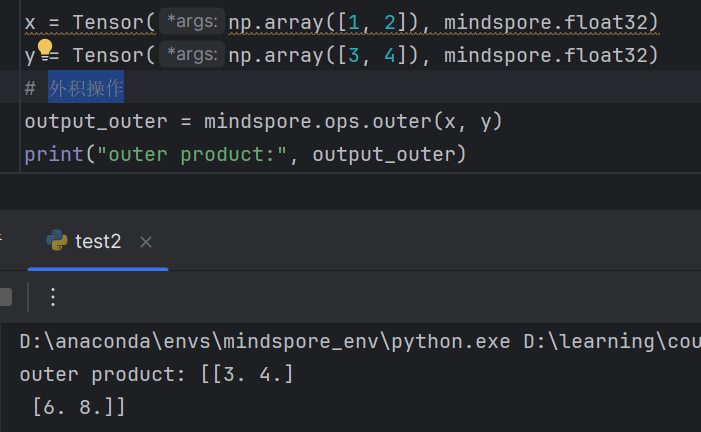 x = Tensor( *args: np.array([1, 2]), mindspore.float32)
y = Tensor( *args: np.array([3, 4]), mindspore.float32)
# 外积操作
output_outer = mindspore.ops.outer(x, y)
print("outer product:", output_outer)
test2
D:\anaconda\envs\mindspore_env\python.exe D:\learning\cou
outer product: [[3. 4.]
 [6. 8.]]